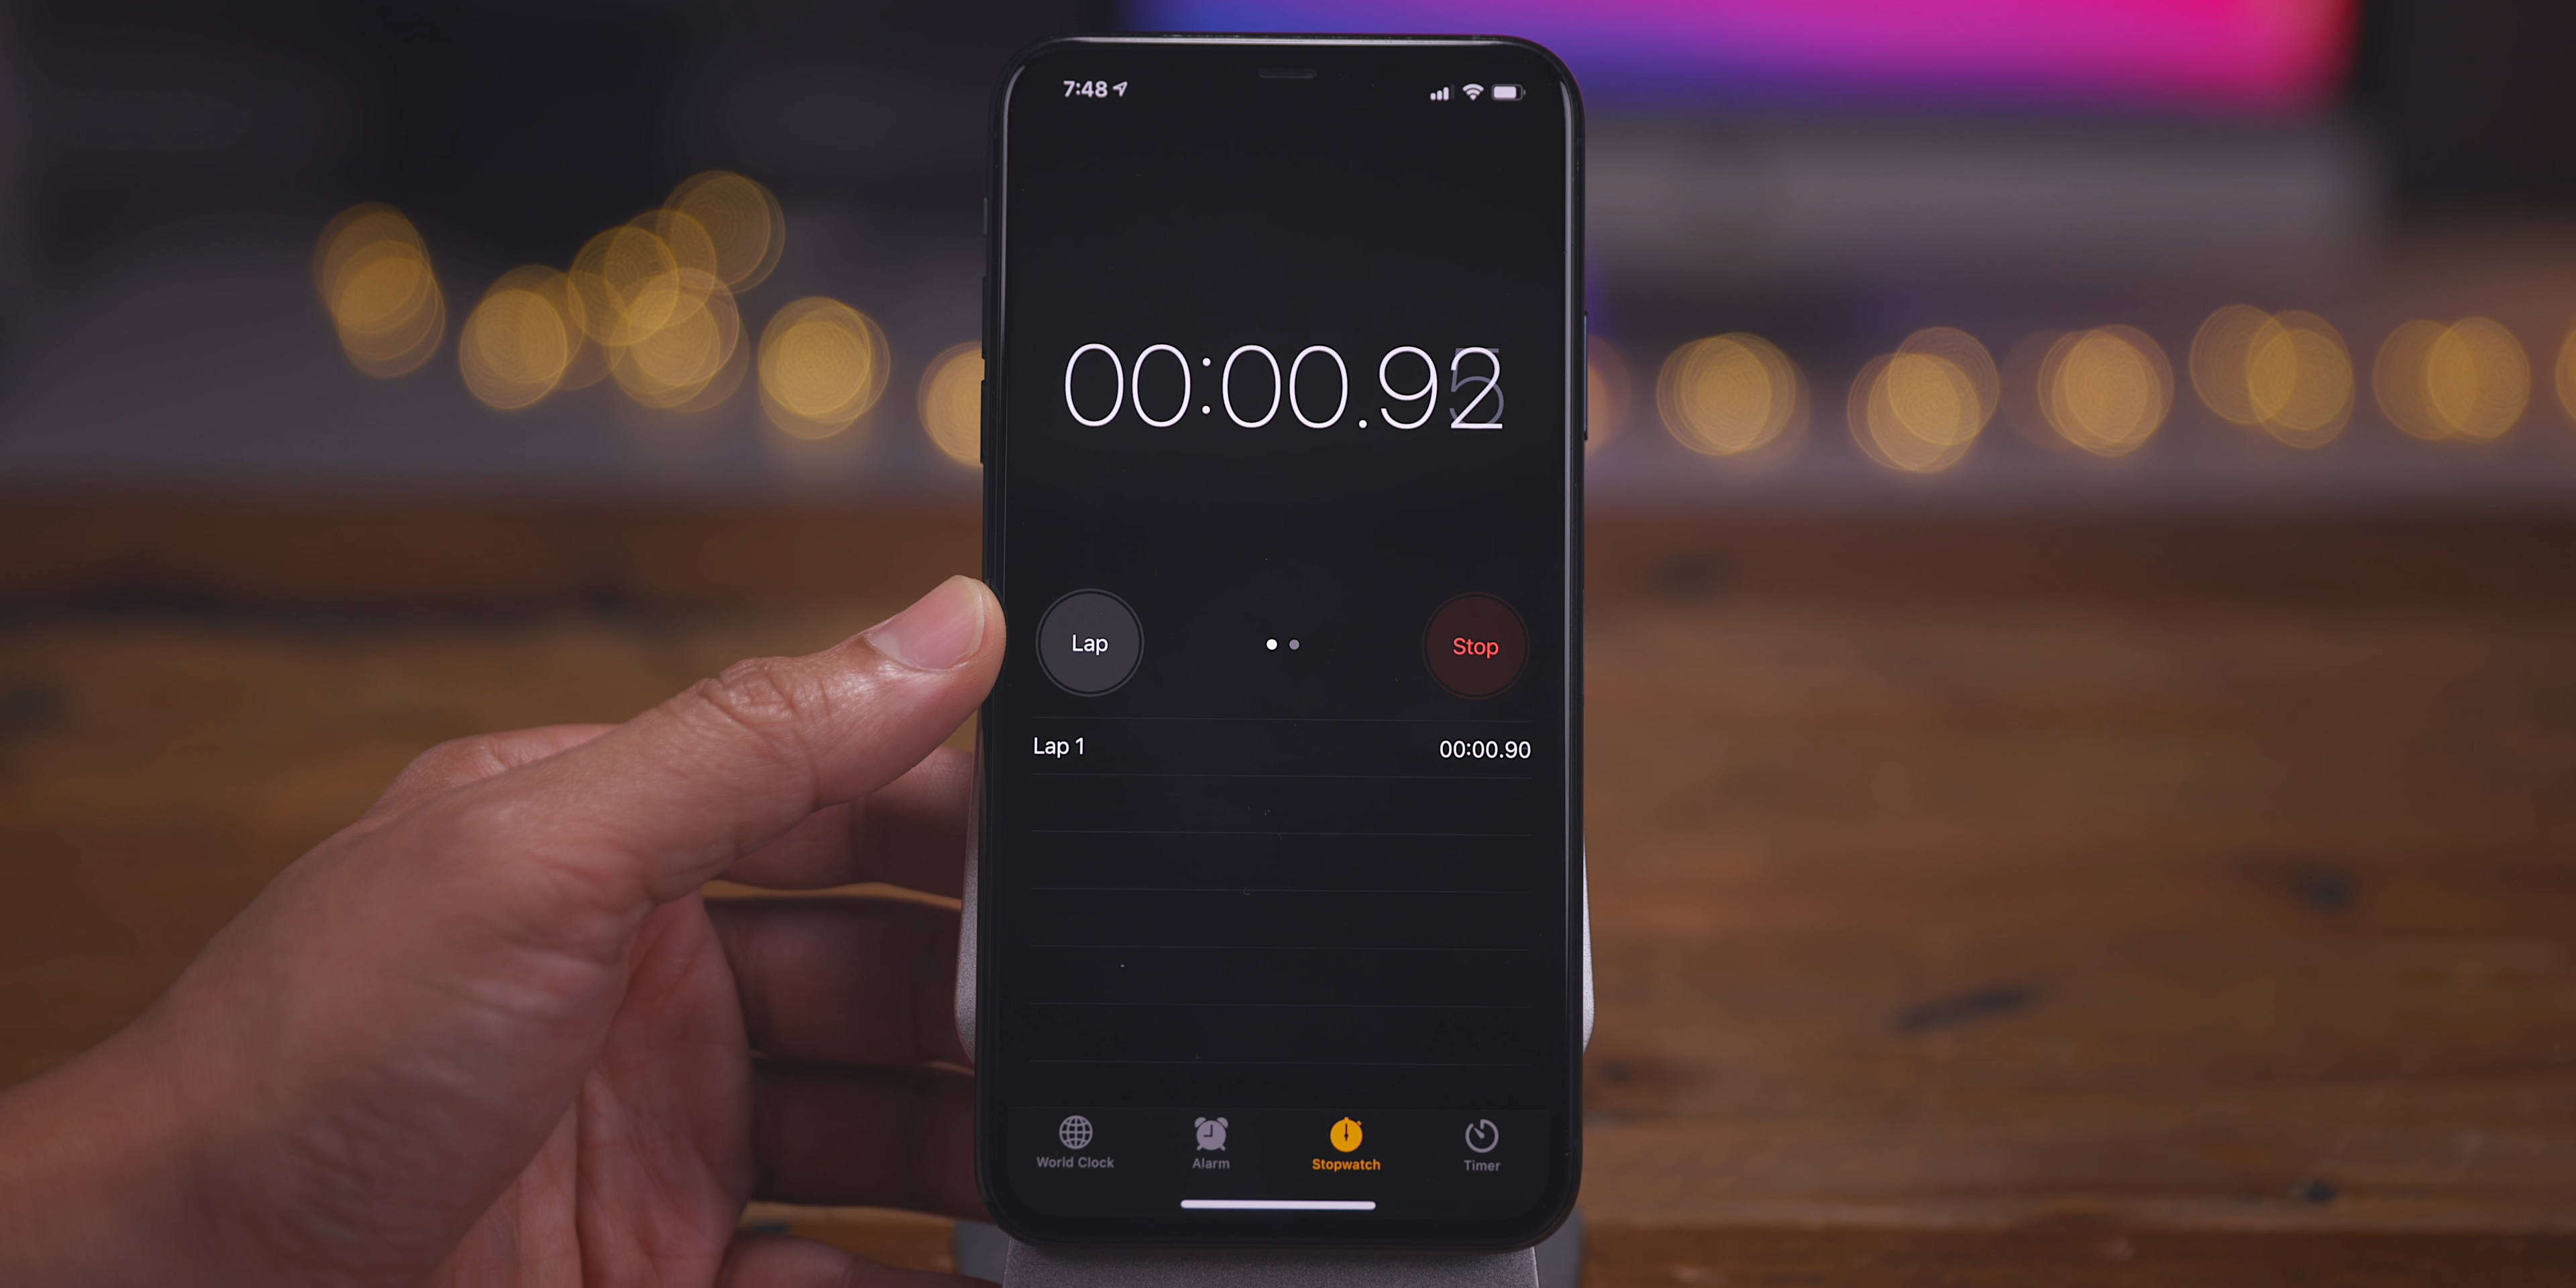 7:48
00:00.92
Lap
Stop
Lap 1 00:00.90
World Clock Alarm Stopwatch Timer